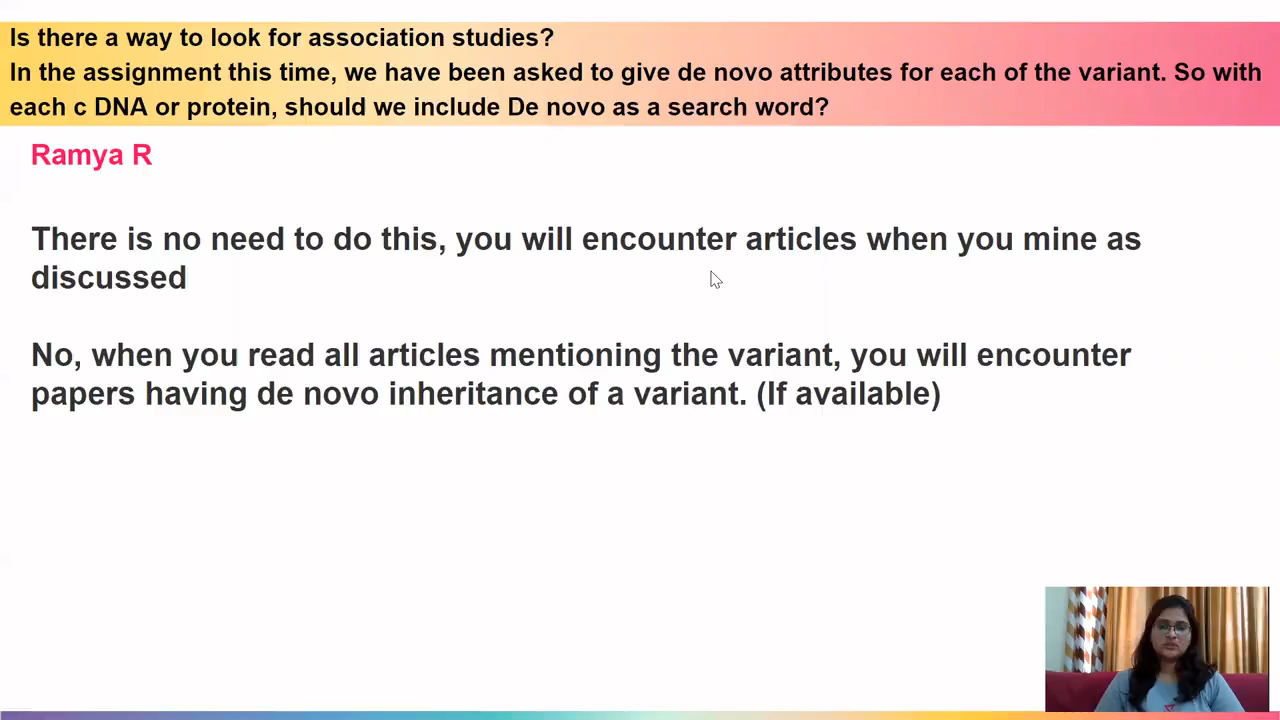 Is there a way to look for association studies?
In the assignment this time, we have been asked to give de novo attributes for each of the variant. So with
each c DNA or protein, should we include De novo as a search word?
Ramya R
There is no need to do this, you will encounter articles when you mine as
discussed
No, when you read all articles mentioning the variant, you will encounter
papers having de novo inheritance of a variant. (If available)